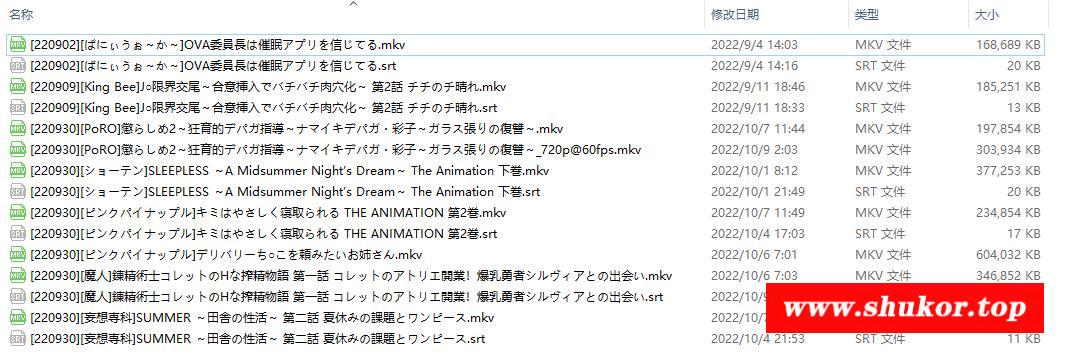 名称 修改日期 类型 大小
[220902][ばにぃうぉ～か～]OVA委員長は催眠アプリを信じてる.mkv 2022/9/4 14:03 MKV 文件 168,689 KB
[220902][ばにぃうぉ～か～]OVA委員長は催眠アプリを信じてる.srt 2022/9/4 14:16 SRT 文件 20 KB
[220909][King Bee]J○限界交尾～合意挿入でバチバチ肉穴化～ 第2話 チチのチ晴れ.mkv 2022/9/11 18:46 MKV 文件 185,251 KB
[220909][King Bee]J○限界交尾～合意挿入でバチバチ肉穴化～ 第2話 チチのチ晴れ.srt 2022/9/11 18:33 SRT 文件 13 KB
[220930][PoRO]懲らしめ2～狂育的デパガ指導～ナマイキデパガ・彩子～ガラス張りの復讐～.mkv 2022/10/7 11:44 MKV 文件 197,854 KB
[220930][PoRO]懲らしめ2～狂育的デパガ指導～ナマイキデパガ・彩子～ガラス張りの復讐～_720p@60fps.mkv 2022/10/9 2:03 MKV 文件 303,934 KB
[220930][ショーテン]SLEEPLESS ～A Midsummer Night's Dream～ The Animation 下巻.mkv 2022/10/1 8:12 MKV 文件 377,253 KB
[220930][ショーテン]SLEEPLESS ～A Midsummer Night's Dream～ The Animation 下巻.srt 2022/10/1 21:49 SRT 文件 20 KB
[220930][ピンクパイナップル]キミはやさしく寝取られる THE ANIMATION 第2巻.mkv 2022/10/7 11:49 MKV 文件 234,854 KB
[220930][ピンクパイナップル]キミはやさしく寝取られる THE ANIMATION 第2巻.srt 2022/10/4 17:03 SRT 文件 17 KB
[220930][ピンクパイナップル]デリバリーち○こを頼みたいお姉さん.mkv 2022/10/6 7:01 MKV 文件 604,032 KB
[220930][魔人]錬精術士コレットのHな搾精物語 第一話 コレットのアトリエ開業！爆乳勇者シルヴィアとの出会い.mkv 2022/10/6 7:03 MKV 文件 346,852 KB
[220930][魔人]錬精術士コレットのHな搾精物語 第一話 コレットのアトリエ開業！爆乳勇者シルヴィアとの出会い.srt 2022/10/
[220930][妄想専科]SUMMER ～田舎の性活～ 第二話 夏休みの課題とワンピース.mkv 2022/10/
www.shukor.top
[220930][妄想専科]SUMMER ～田舎の性活～ 第二話 夏休みの課題とワンピース.srt 2022/10/4 21:53 SRT 文件 11 KB